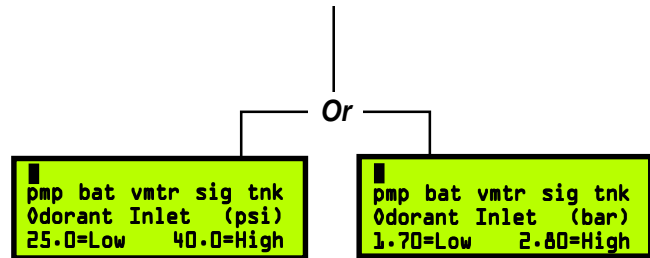 Or
pmp bat vmtr sig tnk
Odorant Inlet (psi)
25.0=Low 40.0=High
pmp bat vmtr sig tnk
Odorant Inlet (bar)
1.70=Low 2.80=High